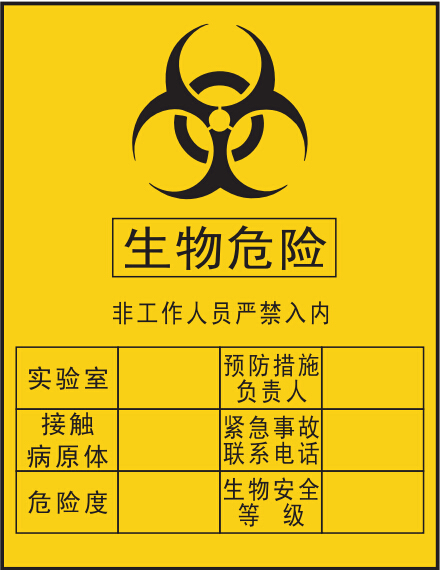 生物危险
非工作人员严禁入内
实验室
预防措施
负责人
接触
病原体
紧急事故
联系电话
危险度
生物安全
等 级